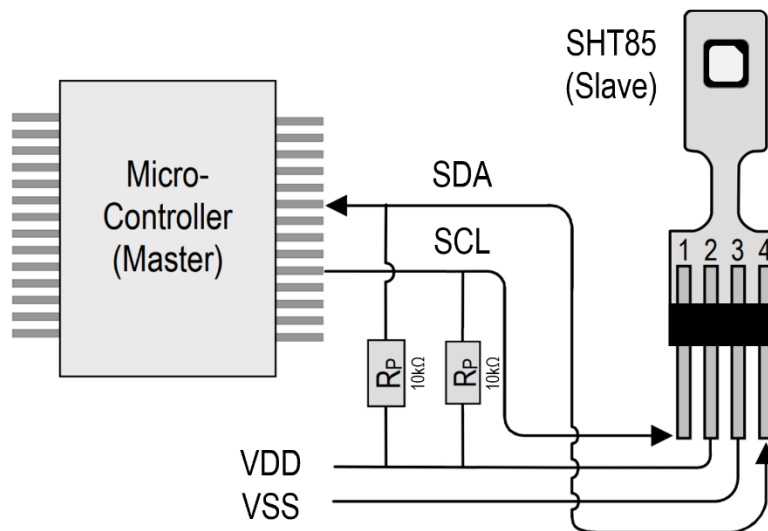 SHT85
(Slave)
Micro-
Controller
(Master)
SDA
SCL
1 2 3 4
RP 10kΩ
RP 10kΩ
VDD
VSS